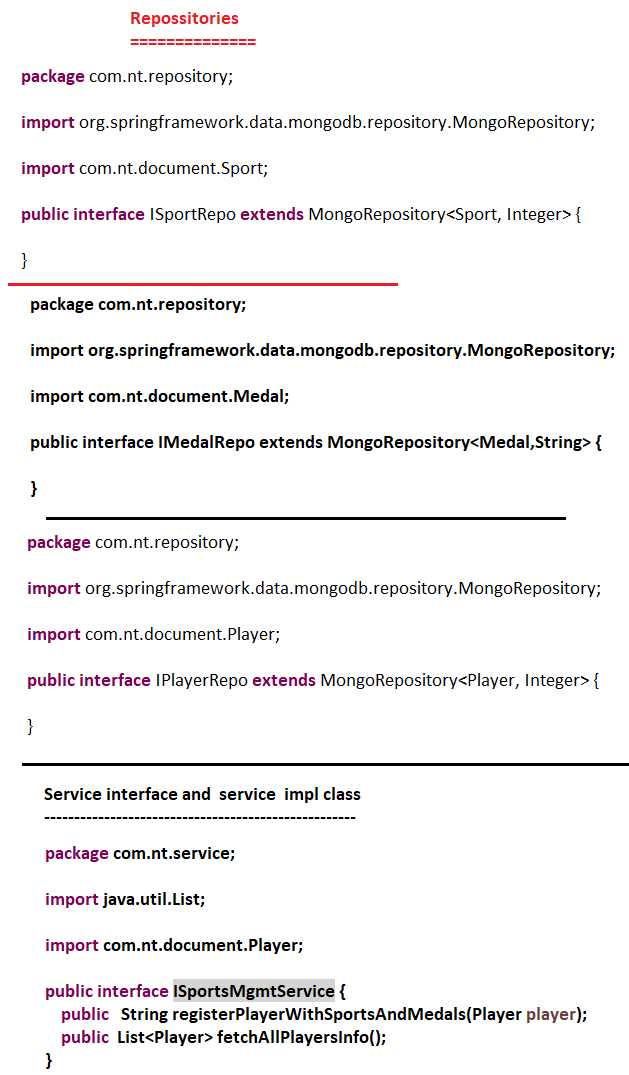 Repossitories
==============
package com.nt.repository;
import org.springframework.data.mongodb.repository.MongoRepository;
import com.nt.document.Sport;
public interface ISportRepo extends MongoRepository<Sport, Integer> {
}
package com.nt.repository;
import org.springframework.data.mongodb.repository.MongoRepository;
import com.nt.document.Medal;
public interface IMedalRepo extends MongoRepository<Medal,String> {
}
package com.nt.repository;
import org.springframework.data.mongodb.repository.MongoRepository;
import com.nt.document.Player;
public interface IPlayerRepo extends MongoRepository<Player, Integer> {
}
Service interface and service impl class
----------------------------------------------------
package com.nt.service;
import java.util.List;
import com.nt.document.Player;
public interface ISportsMgmtService {
public String registerPlayerWithSportsAndMedals(Player player);
public List<Player> fetchAllPlayersInfo();
}